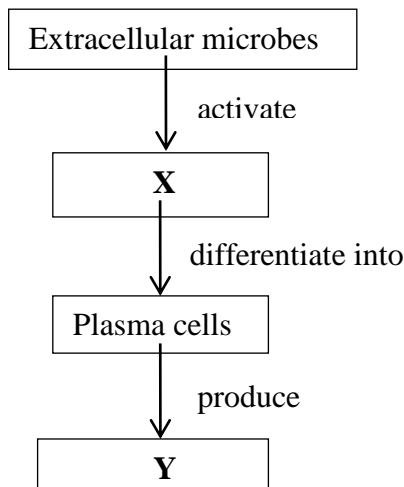 Extracellular microbes
activate
X
differentiate into
Plasma cells
produce
Y